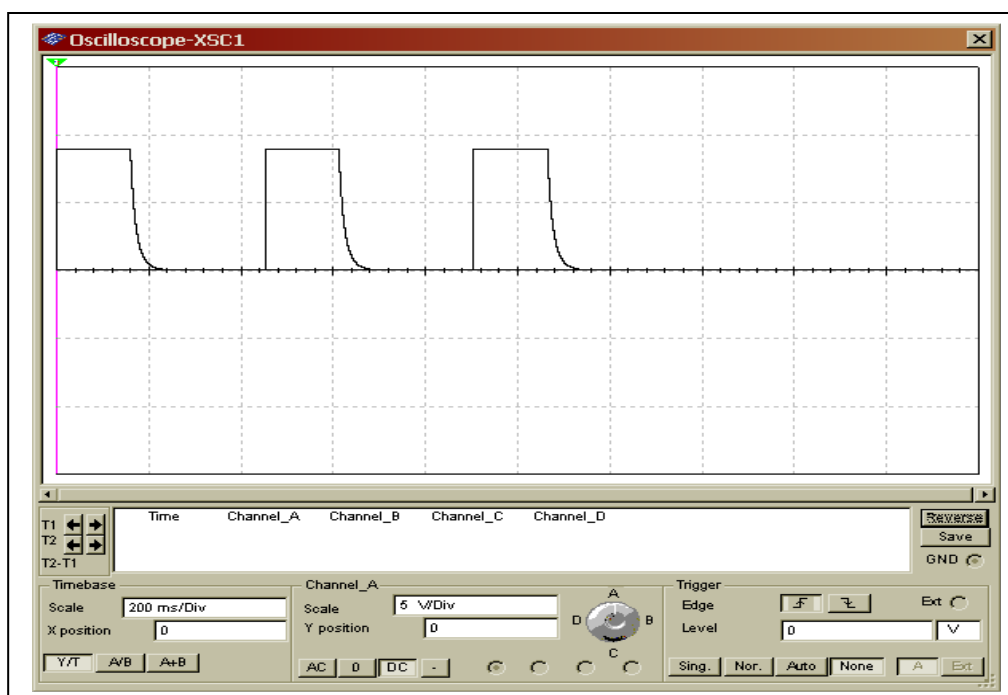 Oscilloscope-XSC1
Time Channel_A Channel_B Channel_C Channel_D
T1
T2
T2-T1
Reverse
Save
GND
Timebase
Scale 200 ms/Div
X position 0
Y/T A/B A+B
Channel_A
Scale 5 V/Div
Y position 0
AC 0 DC -
A
B
C
D
Trigger
Edge Ext
Level 0 V
Sing. Nor. Auto None A Ext